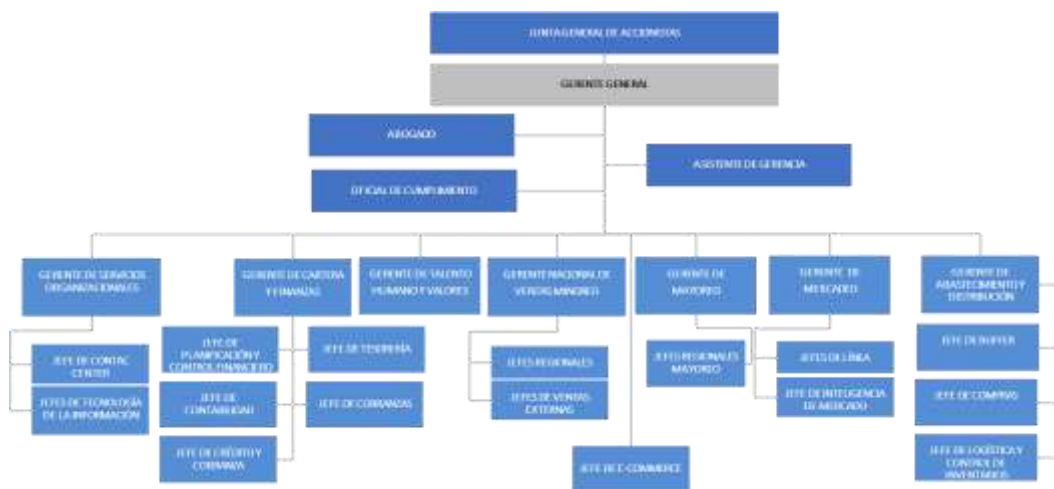 JUNTA GENERAL DE ACCIONISTAS
GERENTE GENERAL
ABOGADO
ASISTENTE DE GERENCIA
OFICIAL DE CUMPLIMIENTO
GERENTE DE SERVICIOS
ORGANIZACIONALES
GERENTE DE CARTERA
Y FINANZAS
GERENTE DE TALENTO
HUMANO Y VALORES
GERENTE NACIONAL DE
VENTAS MINOREO
GERENTE DE
MAYOREO
GERENTE DE
MERCADEO
GERENTE DE
ABASTECIMIENTO Y
DISTRIBUCIÓN
JEFE DE CONTAC
CENTER
JEFES DE TECNOLOGÍA
DE LA INFORMACIÓN
JEFE DE
PLANIFICACIÓN Y
CONTROL FINANCIERO
JEFE DE TESORERÍA
JEFE DE
CONTABILIDAD
JEFE DE COBRANZAS
JEFE DE CRÉDITO Y
COBRANZA
JEFES REGIONALES
JEFES DE VENTAS
EXTERNAS
JEFES REGIONALES
MAYOREO
JEFES DE LÍNEA
JEFE DE INTELIGENCIA
DE MERCADO
JEFE DE
JEFE DE COMPRAS
JEFE DE LOGÍSTICA Y
CONTROL DE
INVENTARIOS
JEFE DE E-COMMERCE